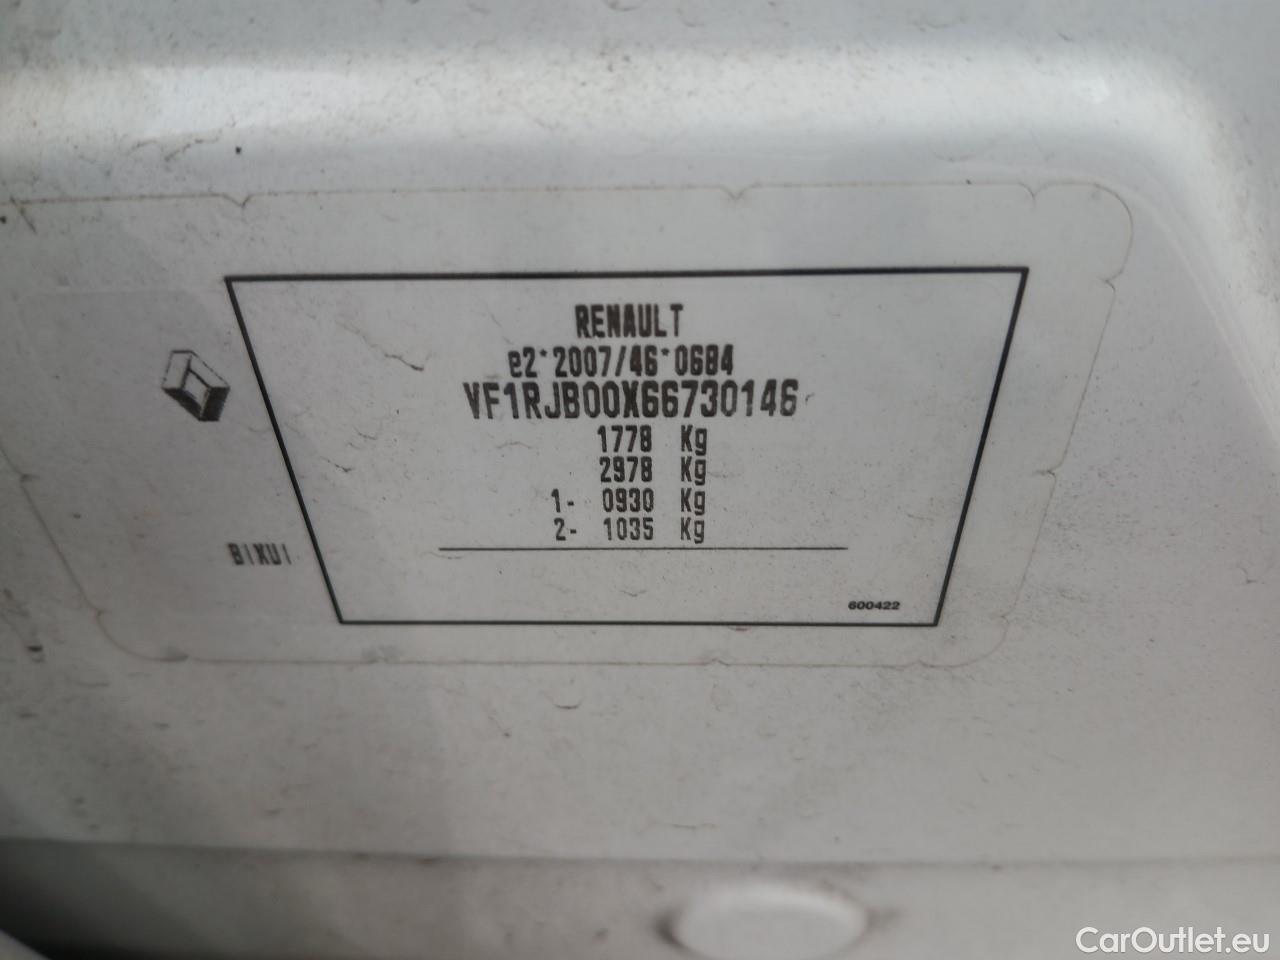 RENAULT
e2*2007/46*0684
VF1RJB00X66730146
1778 Kg
2978 Kg
1- 0930 Kg
2- 1035 Kg
B1XU1
600422
CarOutlet.eu